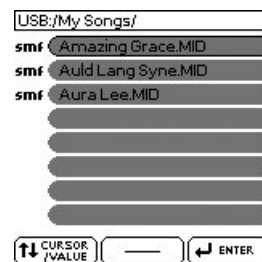 USB:/My Songs/
smf Amazing Grace.MID
smf Auld Lang Syne.MID
smf Aura Lee.MID
CURSOR
/VALUE
ENTER